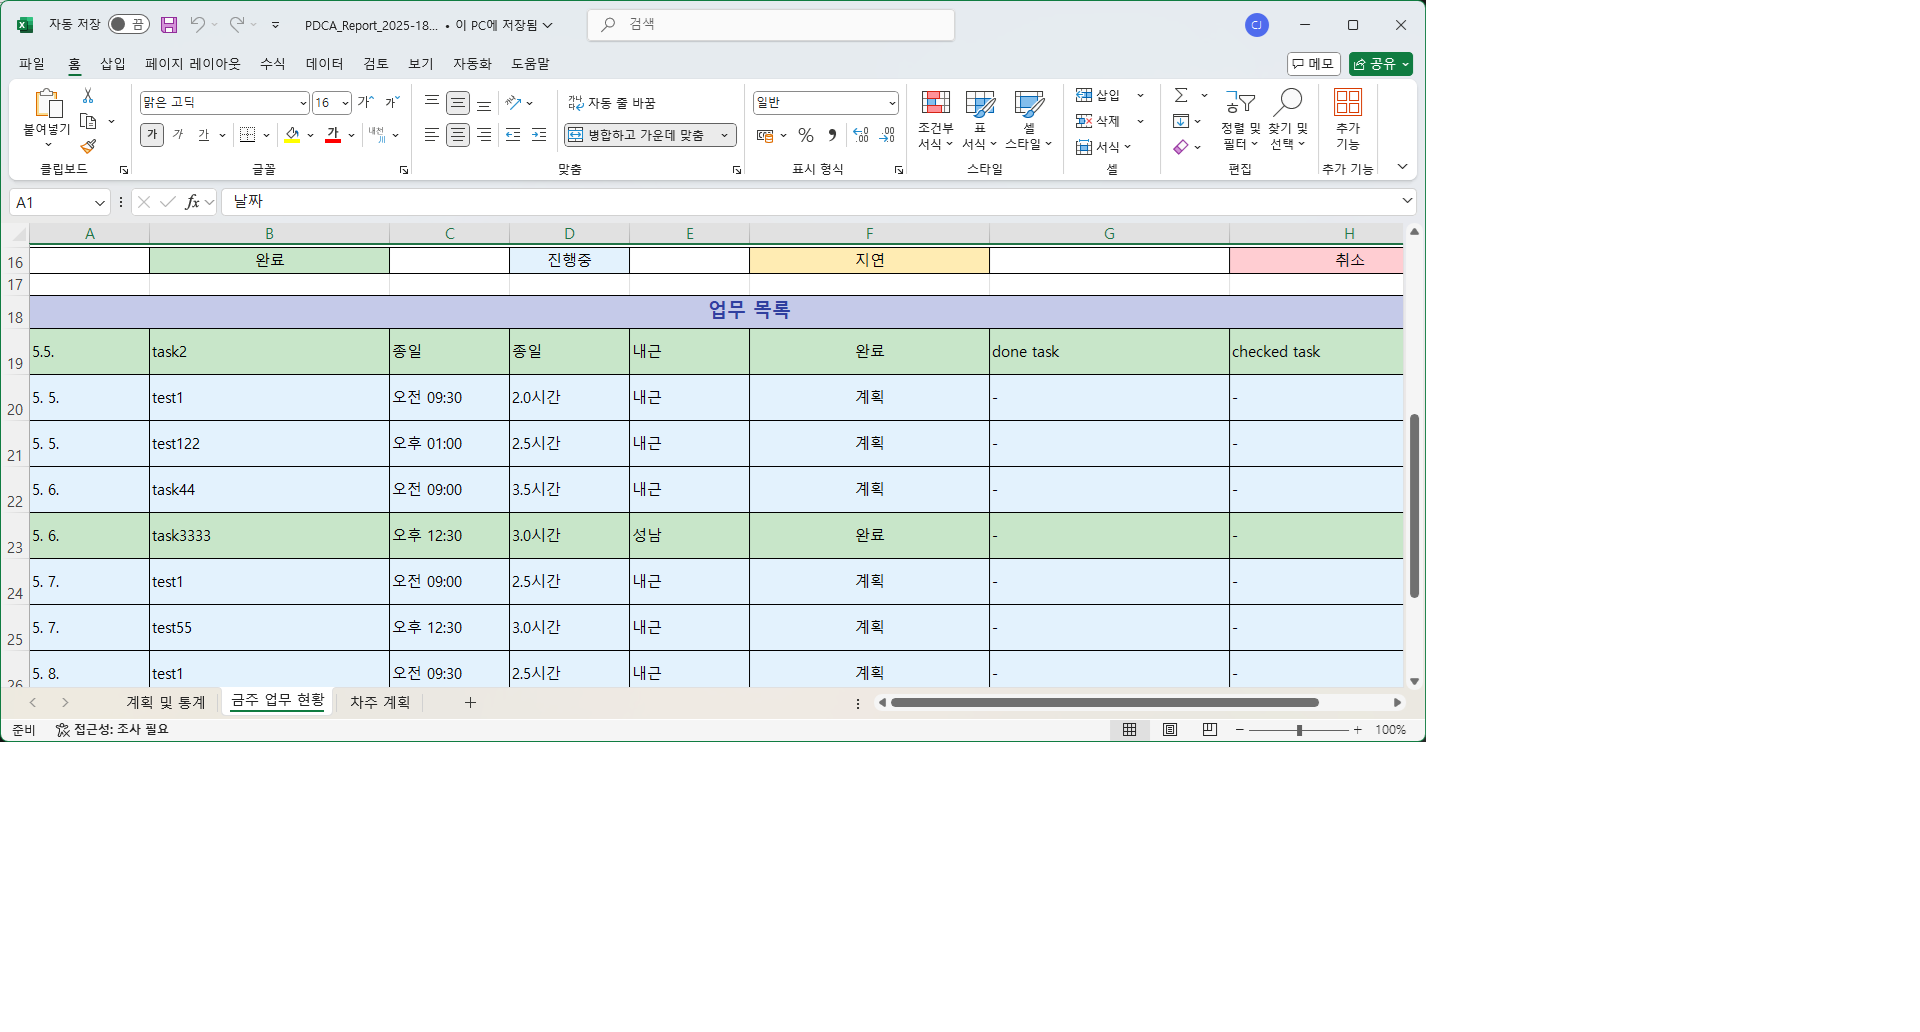 자동 저장 끔 PDCA_Report_2025-18... • 이 PC에 저장됨 검색 CJ
파일 홈 삽입 페이지 레이아웃 수식 데이터 검토 보기 자동화 도움말 메모 공유
붙여넣기 맑은 고딕 16 가 가 자동 줄 바꿈 일반 조건부 서식 표 서식 셀 스타일 삽입 정렬 및 필터 찾기 및 선택 추가 기능
가 가 가 가 내천 병합하고 가운데 맞춤 % 삭제
서식
클립보드 글꼴 맞춤 표시 형식 스타일 셀 편집 추가 기능
A1 fx 날짜
A B C D E F G H
16 완료 진행중 지연 취소
17
18 업무 목록
19 5.5. task2 종일 종일 내근 완료 done task checked task
20 5. 5. test1 오전 09:30 2.0시간 내근 계획 - -
21 5. 5. test122 오후 01:00 2.5시간 내근 계획 - -
22 5. 6. task44 오전 09:00 3.5시간 내근 계획 - -
23 5. 6. task3333 오후 12:30 3.0시간 성남 완료 - -
24 5. 7. test1 오전 09:00 2.5시간 내근 계획 - -
25 5. 7. test55 오후 12:30 3.0시간 내근 계획 - -
26 5. 8. test1 오전 09:30 2.5시간 내근 계획 - -
계획 및 통계 금주 업무 현황 차주 계획
준비 접근성: 조사 필요 100%